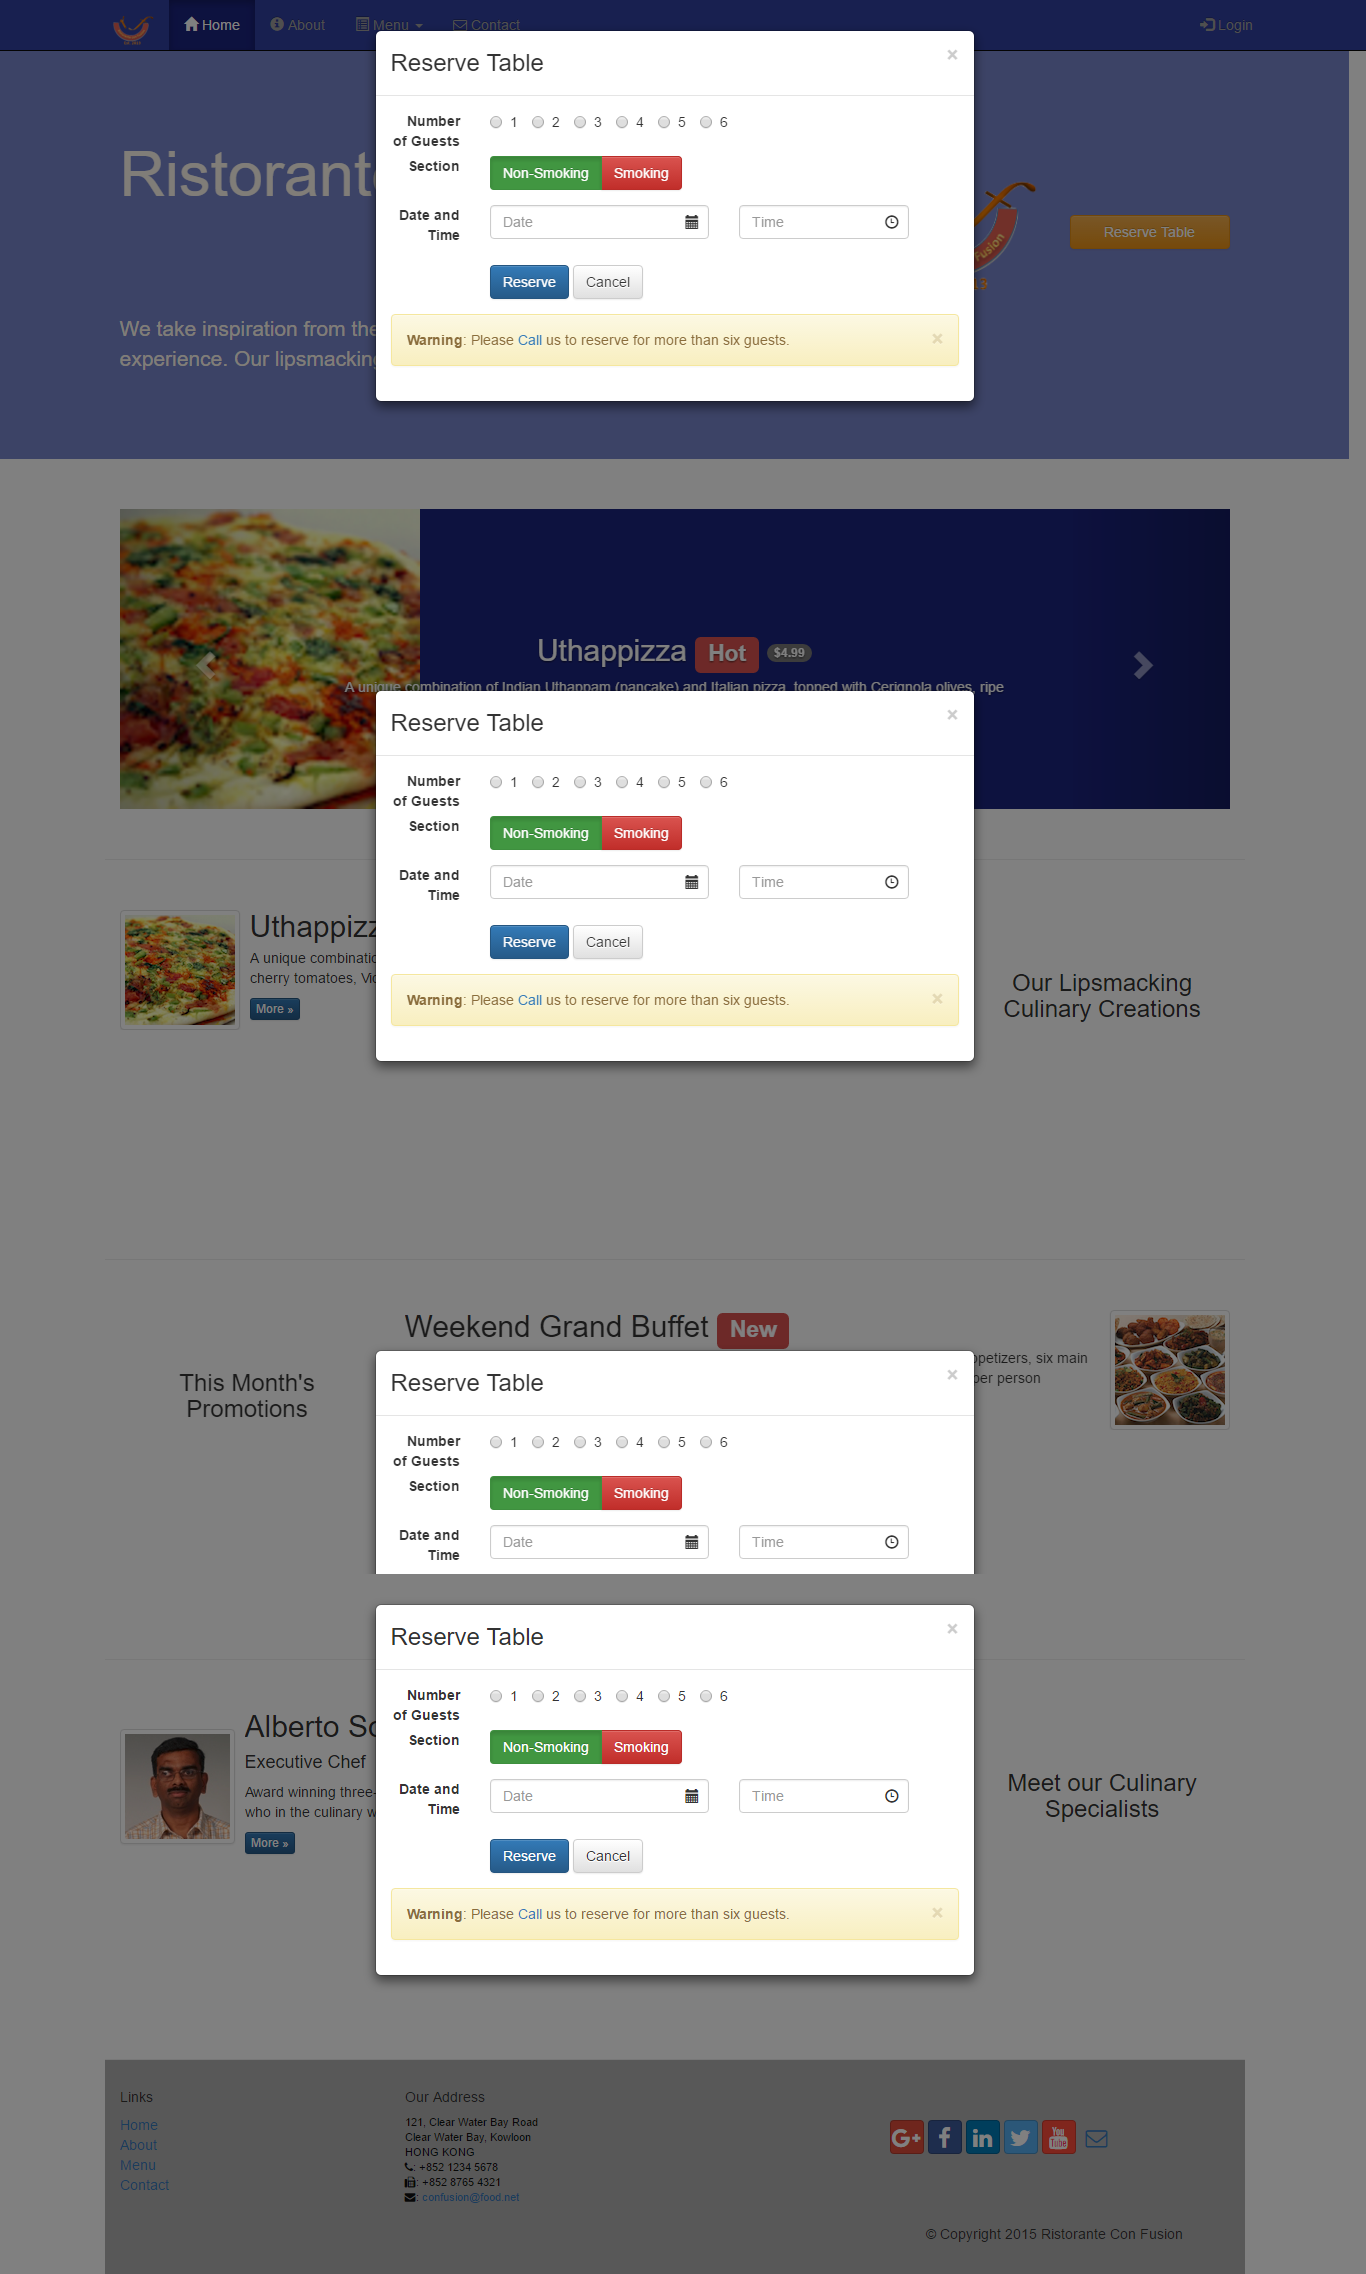 Home About Menu Contact Login
Reserve Table ×
Number of Guests 1 2 3 4 5 6
Section Non-Smoking Smoking
Date and Time Date Time
Reserve Cancel
Warning: Please Call us to reserve for more than six guests. ×
Ristorante
Fusion
Reserve Table
We take inspiration from the
experience. Our lipsmacking
Uthappizza Hot $4.99
A unique combination of Indian Uthappam (pancake) and Italian pizza, topped with Cerignola olives, ripe
Reserve Table ×
Number of Guests 1 2 3 4 5 6
Section Non-Smoking Smoking
Date and Time Date Time
Reserve Cancel
Warning: Please Call us to reserve for more than six guests. ×
Uthappizz
A unique combinatio
cherry tomatoes, Vi
More »
Our Lipsmacking
Culinary Creations
Weekend Grand Buffet New
petizers, six main
per person
This Month's
Promotions
Reserve Table ×
Number of Guests 1 2 3 4 5 6
Section Non-Smoking Smoking
Date and Time Date Time
Reserve Table ×
Number of Guests 1 2 3 4 5 6
Section Non-Smoking Smoking
Date and Time Date Time
Reserve Cancel
Warning: Please Call us to reserve for more than six guests. ×
Alberto So
Executive Chef
Award winning three-
who in the culinary w
More »
Meet our Culinary
Specialists
Links
Home
About
Menu
Contact
Our Address
121, Clear Water Bay Road
Clear Water Bay, Kowloon
HONG KONG
: +852 1234 5678
: +852 8765 4321
: confusion@food.net
G+ f in You Tube
© Copyright 2015 Ristorante Con Fusion